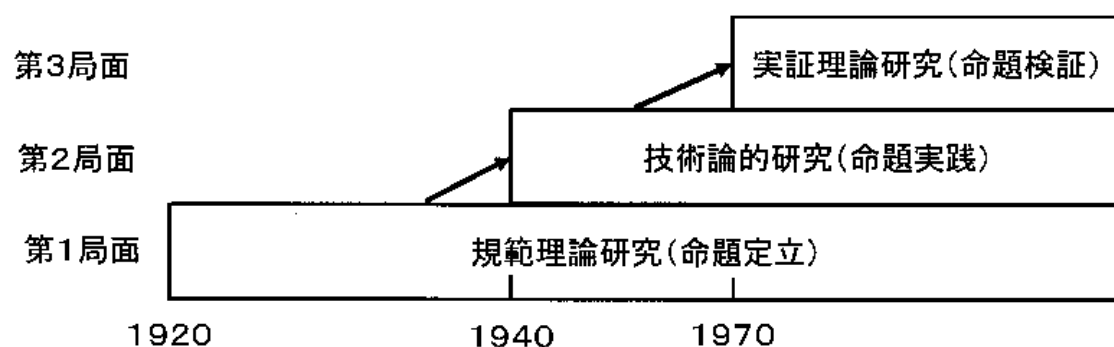 第3局面 実証理論研究(命題検証)
第2局面 技術論的研究(命題実践)
第1局面 規範理論研究(命題定立)
1920 1940 1970